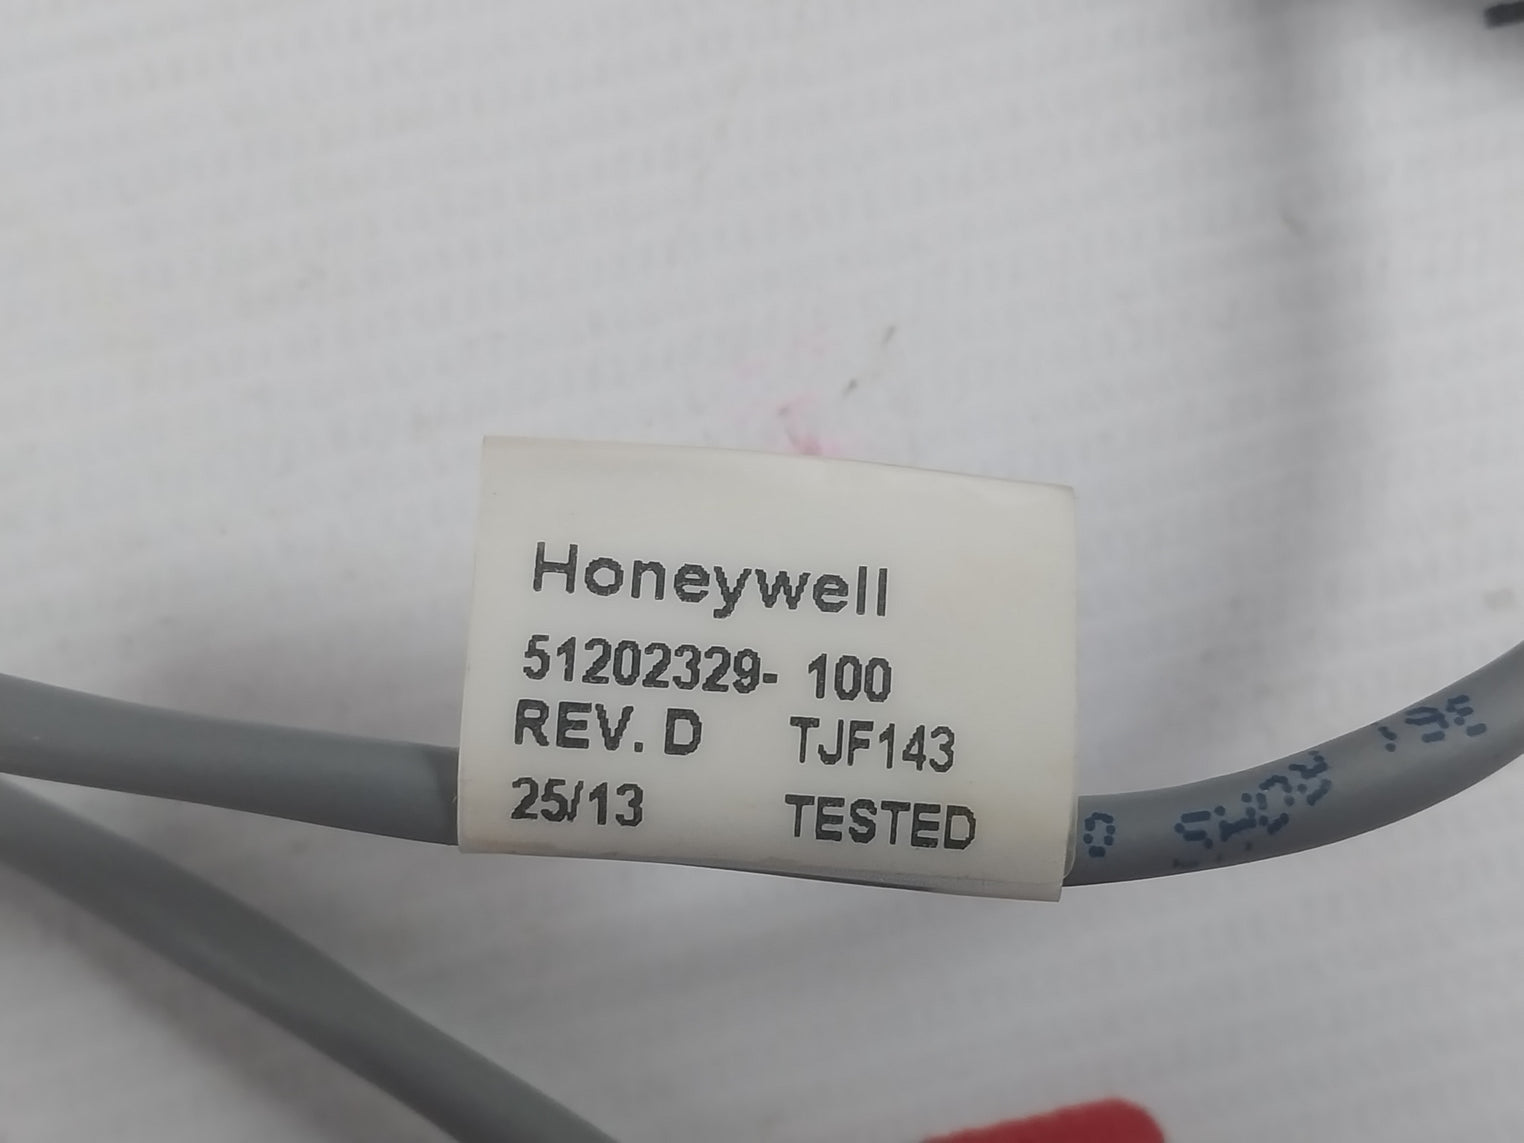 Honeywell
51202329- 100
REV. D TJF143
25/13 TESTED